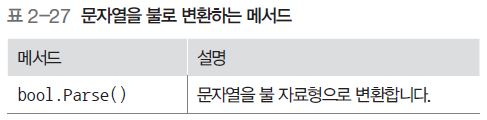 표 2-27 문자열을 불로 변환하는 메서드
메서드 설명
bool.Parse() 문자열을 불 자료형으로 변환합니다.